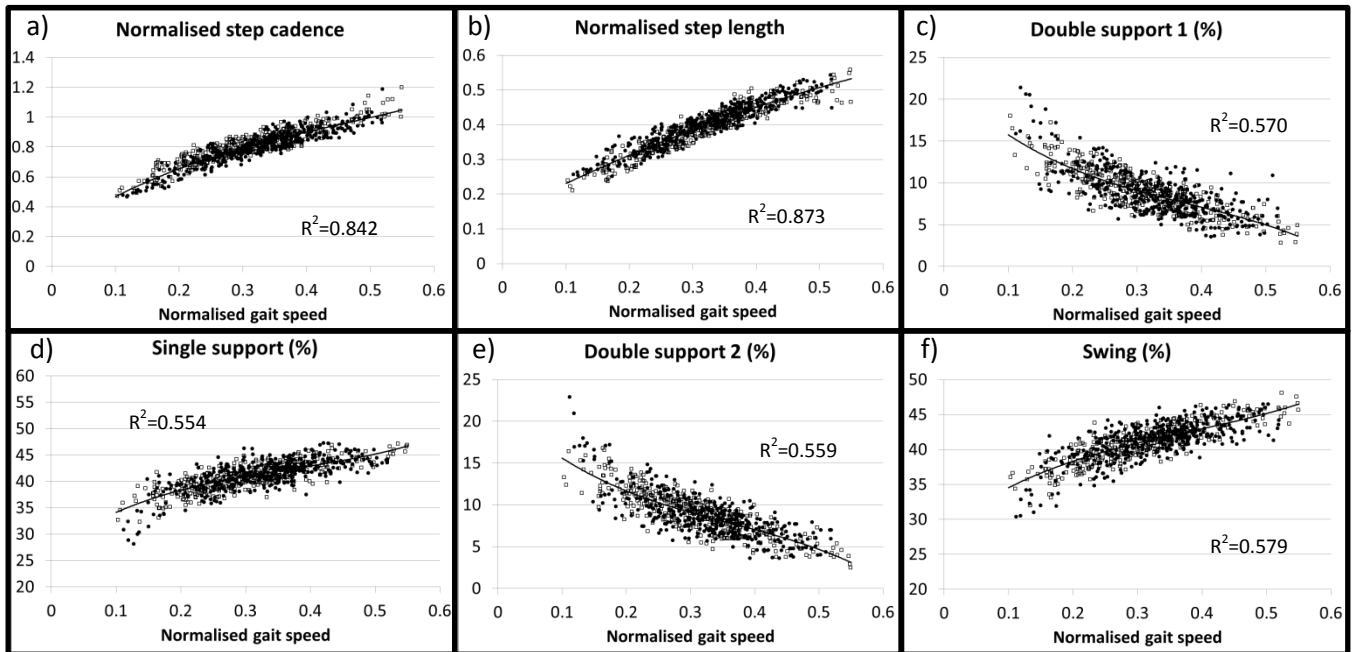 a) Normalised step cadence
1.4
1.2
1
0.8
0.6
0.4
0.2
0
R²=0.842
0 0.1 0.2 0.3 0.4 0.5 0.6
Normalised gait speed
b) Normalised step length
0.6
0.5
0.4
0.3
0.2
0.1
0
R²=0.873
0 0.1 0.2 0.3 0.4 0.5 0.6
Normalised gait speed
c) Double support 1 (%)
25
20
15
10
5
0
R²=0.570
0 0.1 0.2 0.3 0.4 0.5 0.6
Normalised gait speed
d) Single support (%)
60
55
50
45
40
35
30
25
20
R²=0.554
0 0.1 0.2 0.3 0.4 0.5 0.6
Normalised gait speed
e) Double support 2 (%)
25
20
15
10
5
0
R²=0.559
0 0.1 0.2 0.3 0.4 0.5 0.6
Normalised gait speed
f) Swing (%)
50
45
40
35
30
25
20
R²=0.579
0 0.1 0.2 0.3 0.4 0.5 0.6
Normalised gait speed